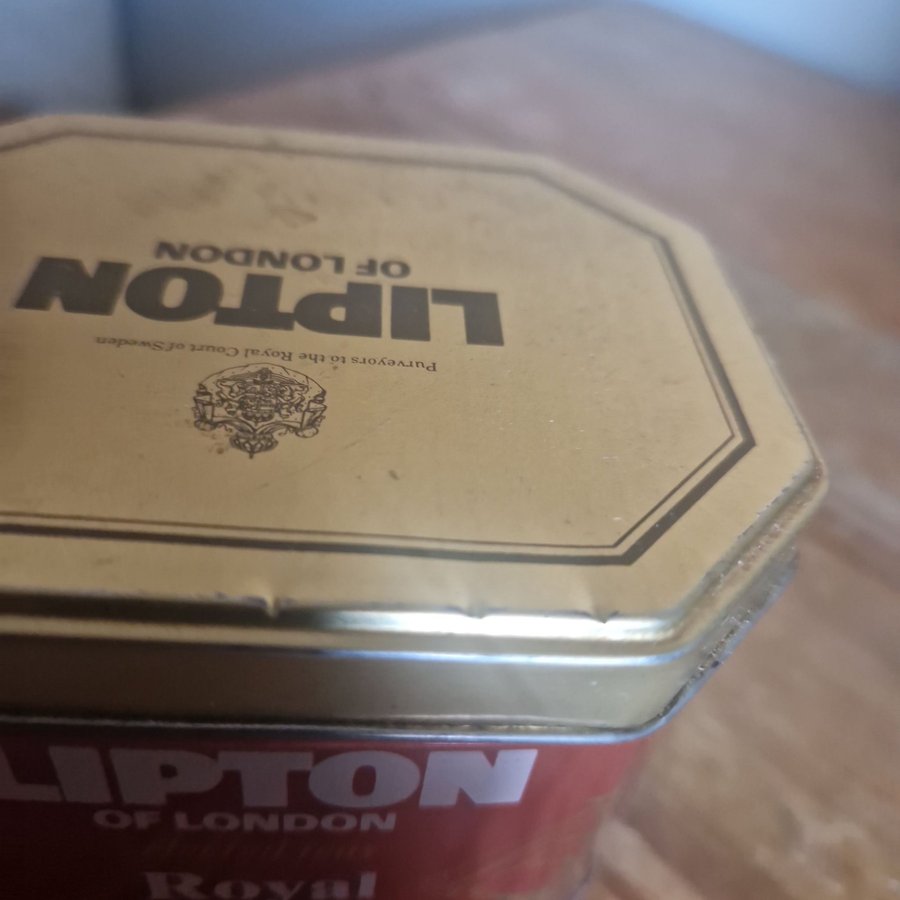 Purveyors to the Royal Court of Sweden
LIPTON
OF LONDON
LIPTON
OF LONDON
Royal